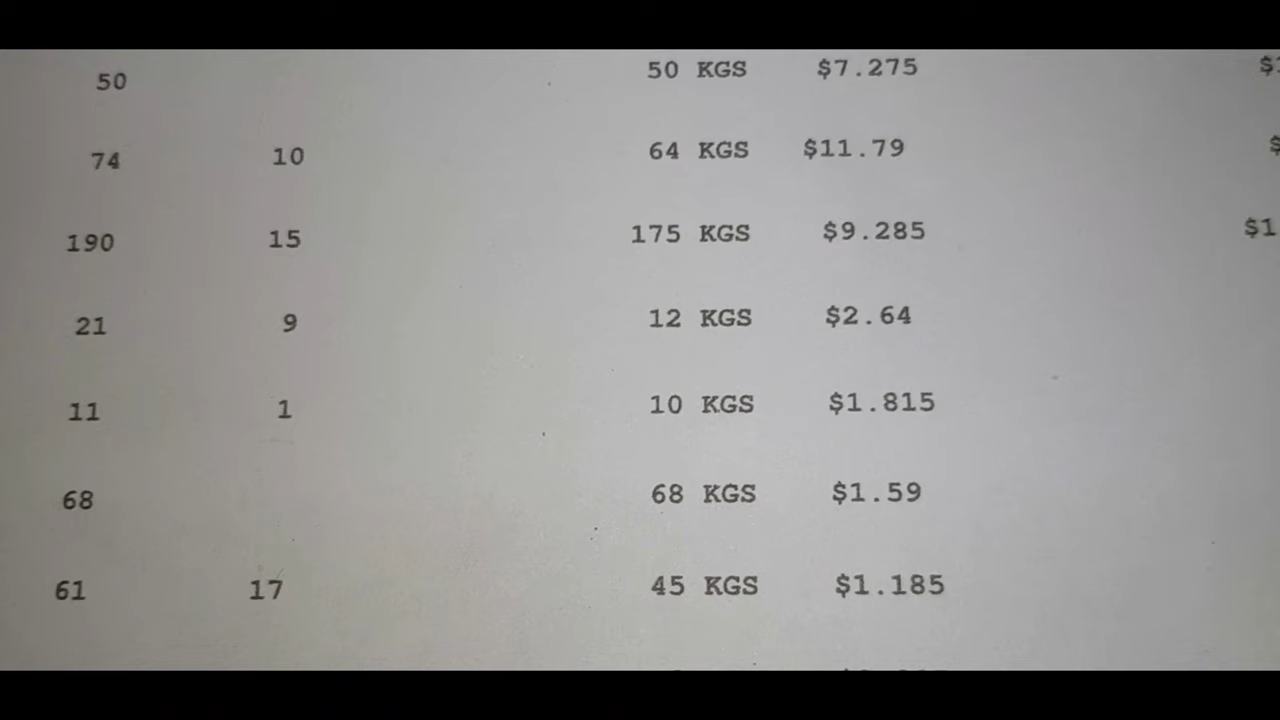 50 50 KGS $7.275
74 10 64 KGS $11.79
190 15 175 KGS $9.285 $1
21 9 12 KGS $2.64
11 1 10 KGS $1.815
68 68 KGS $1.59
61 17 45 KGS $1.185